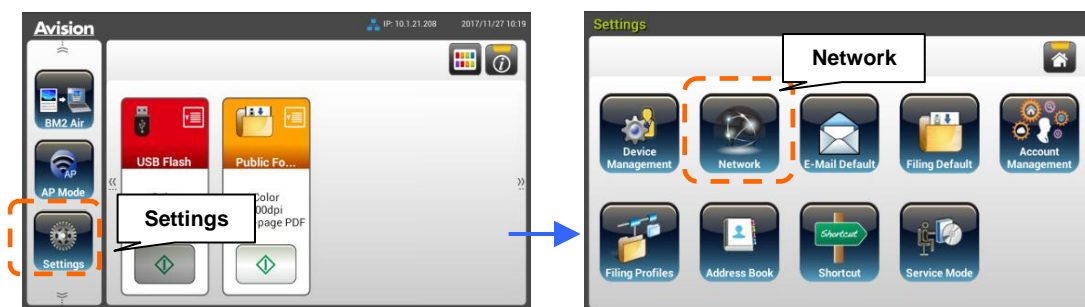 Avision
IP: 10.1.21.208 2017/11/27 10:19
BM2 Air
AP
AP Mode
Settings
USB Flash
Public Fo...
Color
00dpi
-page PDF
Settings
Settings
Network
Device
Management
Network
E-Mail Default
Filing Default
Account
Management
Filing Profiles
Address Book
Shortcut
Shortcut
Service Mode